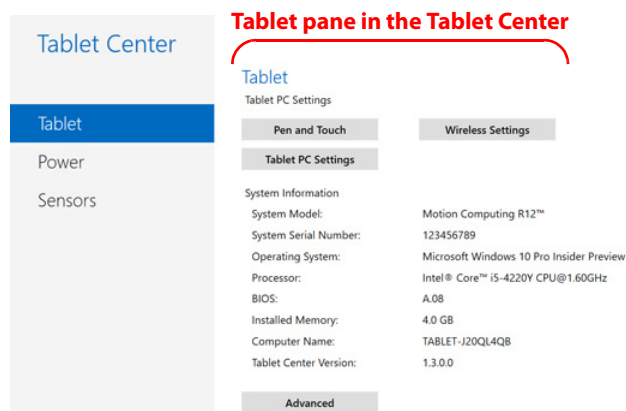 Tablet pane in the Tablet Center
Tablet Center
Tablet
Power
Sensors
Tablet
Tablet PC Settings
Pen and Touch Wireless Settings
Tablet PC Settings
System Information
System Model: Motion Computing R12™
System Serial Number: 123456789
Operating System: Microsoft Windows 10 Pro Insider Preview
Processor: Intel® Core™ i5-4220Y CPU@1.60GHz
BIOS: A.08
Installed Memory: 4.0 GB
Computer Name: TABLET-J20QL4QB
Tablet Center Version: 1.3.0.0
Advanced